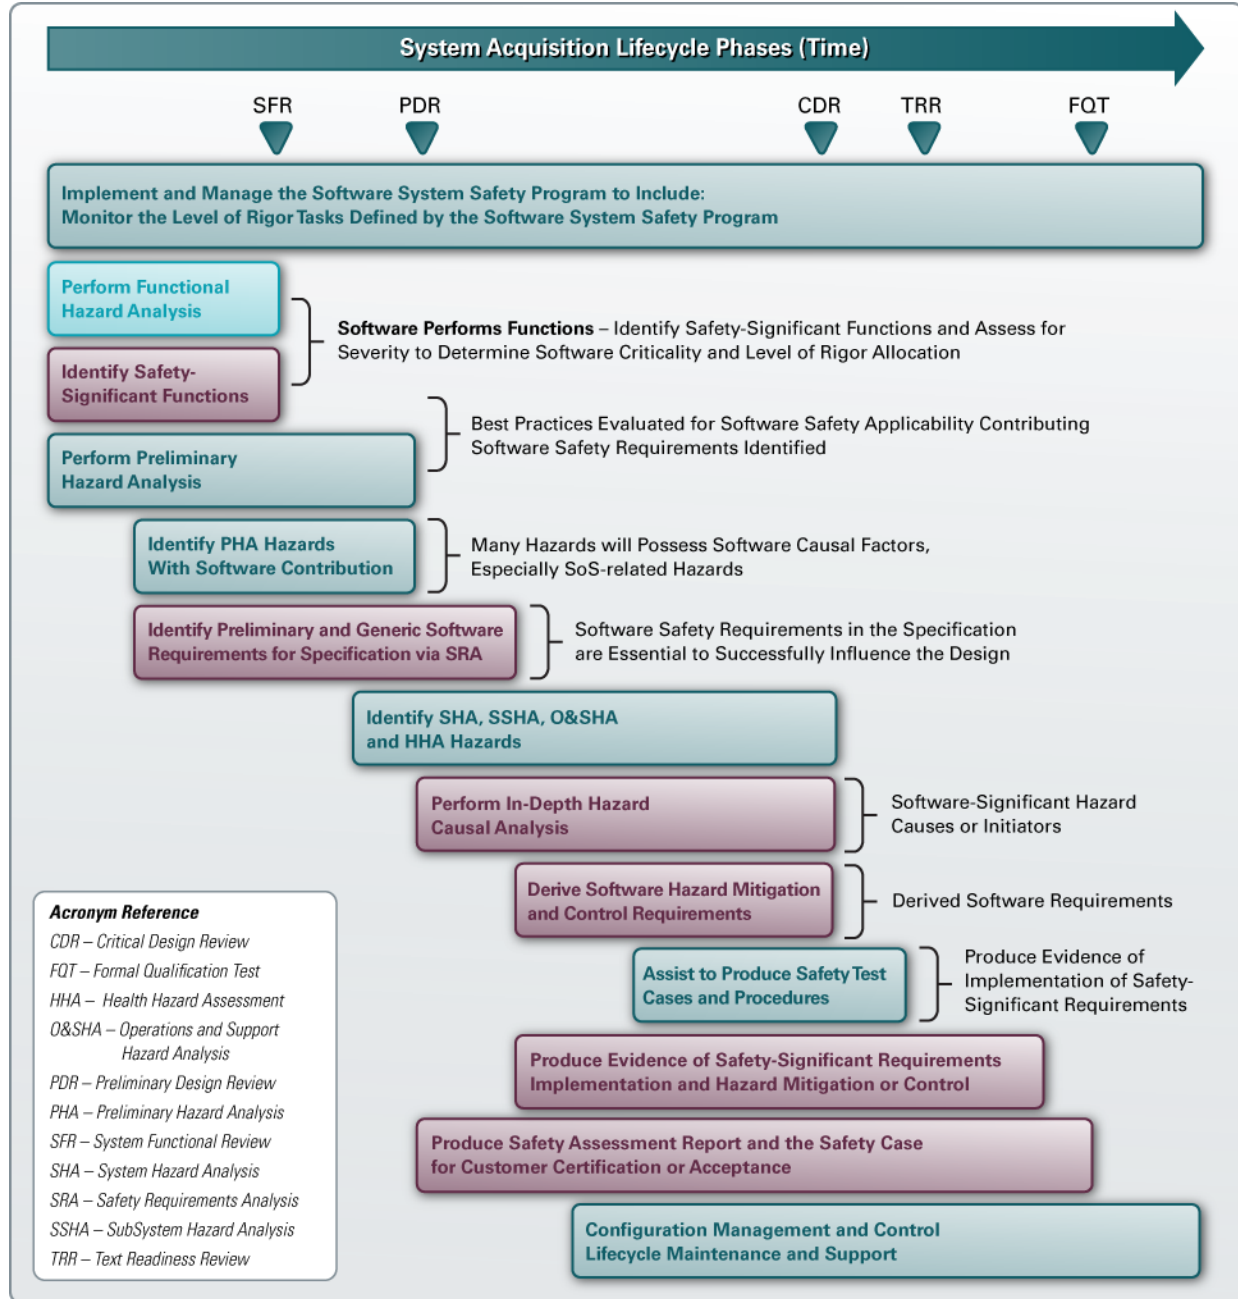 System Acquisition Lifecycle Phases (Time)
SFR
PDR
CDR
TRR
FQT
Implement and Manage the Software System Safety Program to Include:
Monitor the Level of Rigor Tasks Defined by the Software System Safety Program
Perform Functional
Hazard Analysis
Software Performs Functions – Identify Safety-Significant Functions and Assess for
Severity to Determine Software Criticality and Level of Rigor Allocation
Identify Safety-
Significant Functions
Best Practices Evaluated for Software Safety Applicability Contributing
Software Safety Requirements Identified
Perform Preliminary
Hazard Analysis
Identify PHA Hazards
With Software Contribution
Many Hazards will Possess Software Causal Factors,
Especially SoS-related Hazards
Identify Preliminary and Generic Software
Requirements for Specification via SRA
Software Safety Requirements in the Specification
are Essential to Successfully Influence the Design
Identify SHA, SSHA, O&SHA
and HHA Hazards
Perform In-Depth Hazard
Causal Analysis
Software-Significant Hazard
Causes or Initiators
Derive Software Hazard Mitigation
and Control Requirements
Derived Software Requirements
Assist to Produce Safety Test
Cases and Procedures
Produce Evidence of
Implementation of Safety-
Significant Requirements
Produce Evidence of Safety-Significant Requirements
Implementation and Hazard Mitigation or Control
Produce Safety Assessment Report and the Safety Case
for Customer Certification or Acceptance
Configuration Management and Control
Lifecycle Maintenance and Support
Acronym Reference
CDR – Critical Design Review
FQT – Formal Qualification Test
HHA – Health Hazard Assessment
O&SHA – Operations and Support
Hazard Analysis
PDR – Preliminary Design Review
PHA – Preliminary Hazard Analysis
SFR – System Functional Review
SHA – System Hazard Analysis
SRA – Safety Requirements Analysis
SSHA – SubSystem Hazard Analysis
TRR – Text Readiness Review